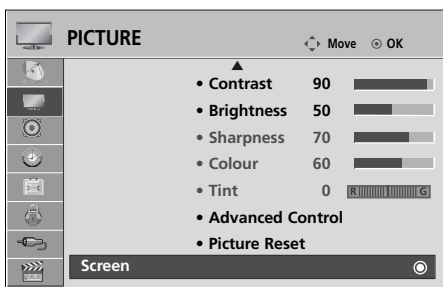 PICTURE Move OK
• Contrast 90
• Brightness 50
• Sharpness 70
• Colour 60
• Tint 0 R G
• Advanced Control
• Picture Reset
Screen